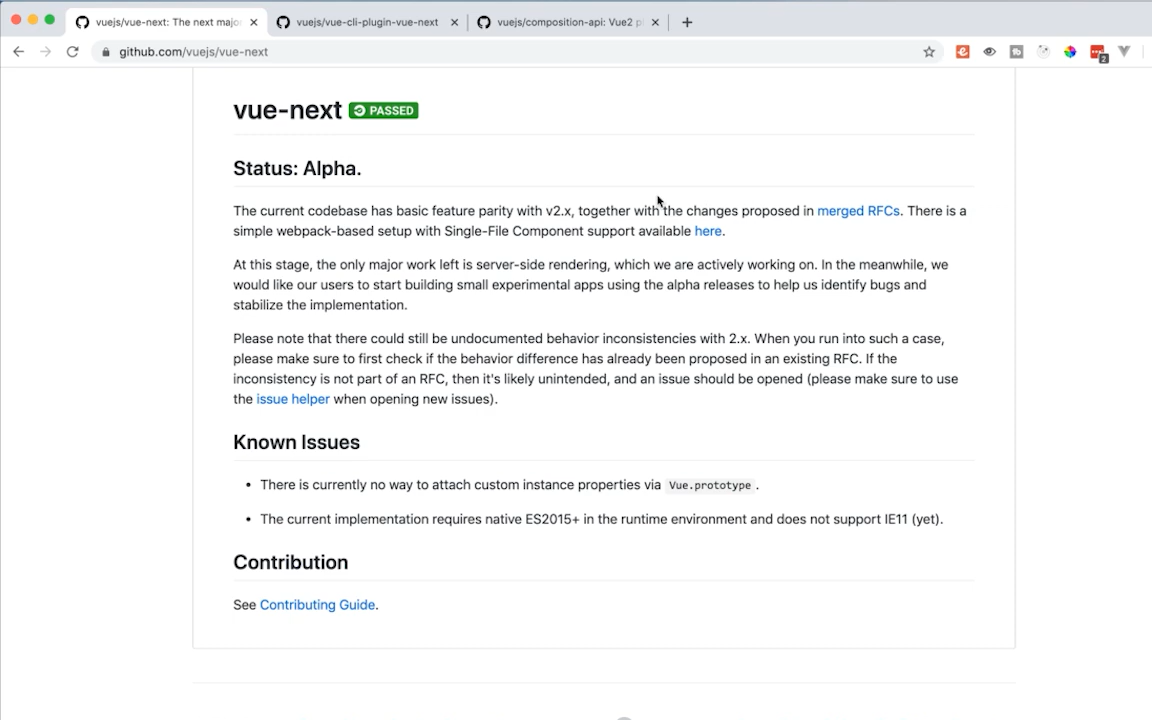 vuejs/vue-next: The next majo
vuejs/vue-cli-plugin-vue-next
vuejs/composition-api: Vue2 p
github.com/vuejs/vue-next
2
vue-next PASSED
Status: Alpha.
The current codebase has basic feature parity with v2.x, together with the changes proposed in merged RFCs. There is a
simple webpack-based setup with Single-File Component support available here.
At this stage, the only major work left is server-side rendering, which we are actively working on. In the meanwhile, we
would like our users to start building small experimental apps using the alpha releases to help us identify bugs and
stabilize the implementation.
Please note that there could still be undocumented behavior inconsistencies with 2.x. When you run into such a case,
please make sure to first check if the behavior difference has already been proposed in an existing RFC. If the
inconsistency is not part of an RFC, then it's likely unintended, and an issue should be opened (please make sure to use
the issue helper when opening new issues).
Known Issues
• There is currently no way to attach custom instance properties via Vue.prototype .
• The current implementation requires native ES2015+ in the runtime environment and does not support IE11 (yet).
Contribution
See Contributing Guide.